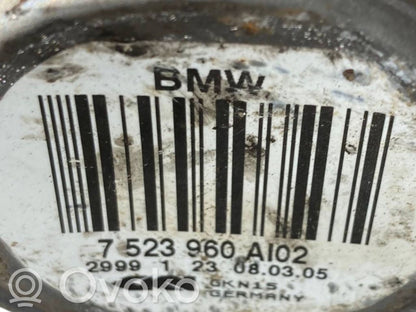 BMW
7 523 960 AI02
2999 1 23 08.03.05
GKN15
GERMANY
OVOKO